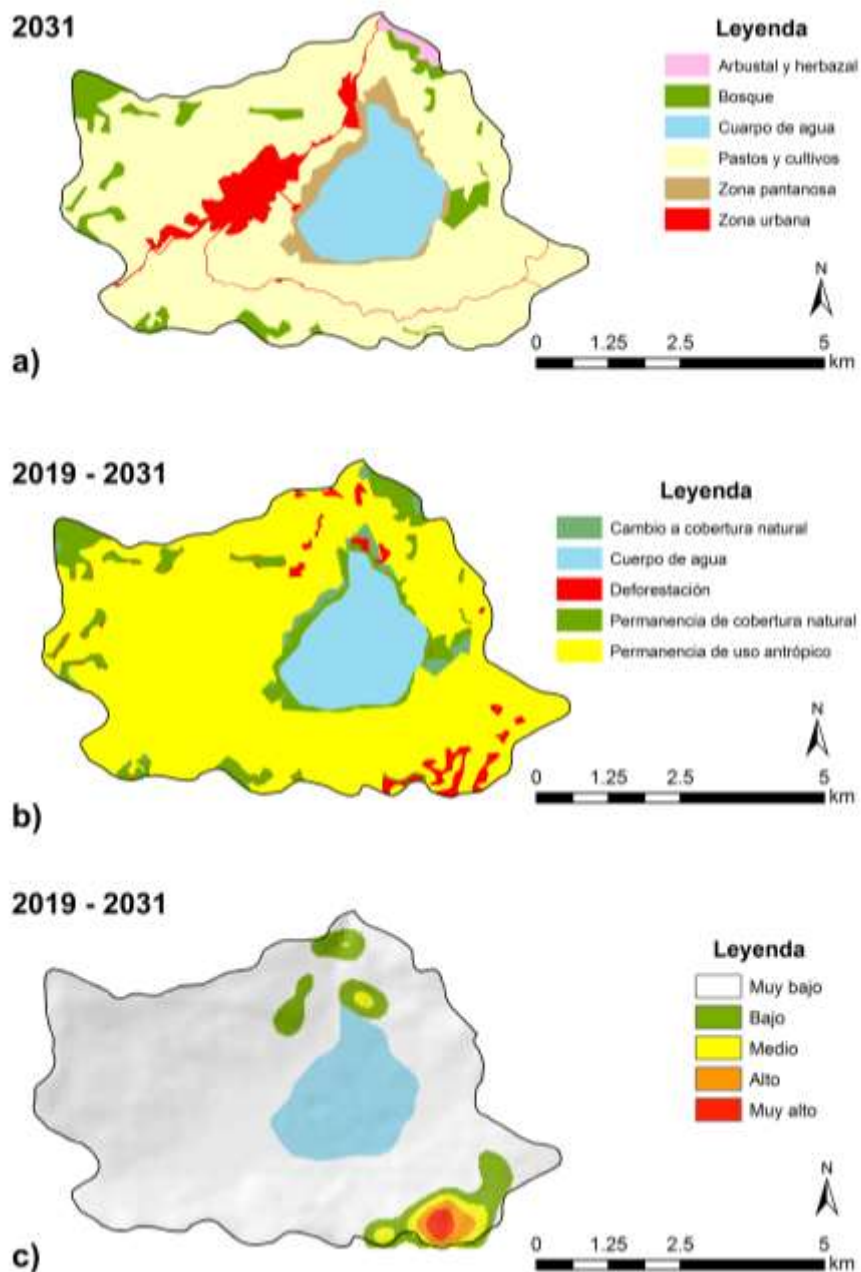 2031
Leyenda
Arbustal y herbazal
Bosque
Cuarpo de agua
Pastos y cultivos
Zona pantanosa
Zona urbana
N
0 1.25 2.5 5
km
a)
2019 - 2031
Leyenda
Cambio a cobertura natural
Cuerpo de agua
Deforestación
Permanencia de cobertura natural
Permanencia de uso antrópico
N
0 1.25 2.5 5
km
b)
2019 - 2031
Leyenda
Muy bajo
Bajo
Medio
Alto
Muy alto
N
0 1.25 2.5 5
km
c)